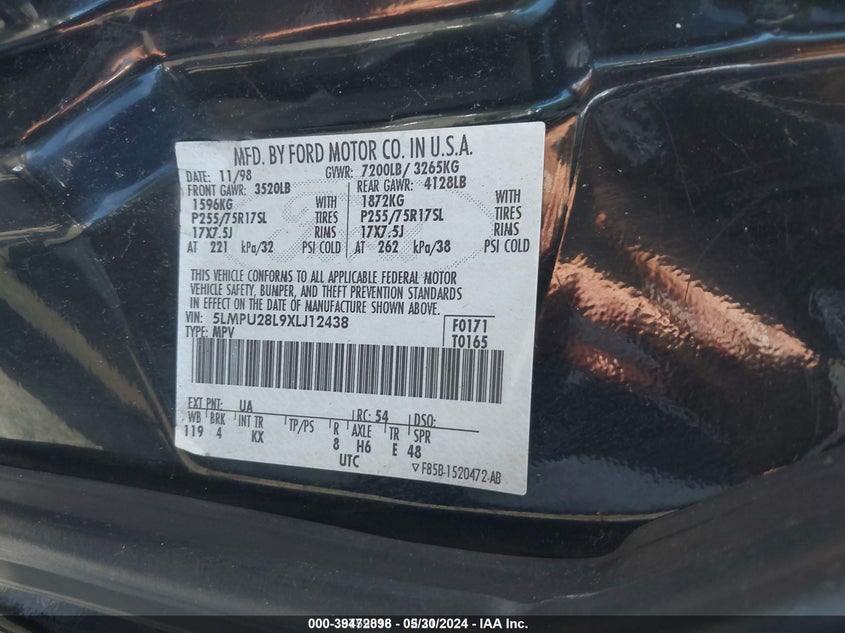 MFD. BY FORD MOTOR CO. IN U.S.A.
DATE: 11/98 GVWR: 7200LB/ 3265KG
FRONT GAWR: 3520LB REAR GAWR: 4128LB
1596KG WITH 1872KG WITH
P255/75R17SL TIRES P255/75R17SL TIRES
17X7.5J RIMS 17X7.5J RIMS
AT 221 kPa/32 PSI COLD AT 262 kPa/38 PSI COLD
THIS VEHICLE CONFORMS TO ALL APPLICABLE FEDERAL MOTOR
VEHICLE SAFETY, BUMPER, AND THEFT PREVENTION STANDARDS
IN EFFECT ON THE DATE OF MANUFACTURE SHOWN ABOVE.
VIN: 5LMPU28L9XLJ12438 F0171
TYPE: MPV T0165
EXT PNT: UA RC: 54 DSO:
WB BRK INT TR TP/PS R AXLE TR SPR
119 4 KX 8 H6 E 48
UTC ▽F85B-1520472-AB
000-39472898 - 05/30/2024 - IAA Inc.